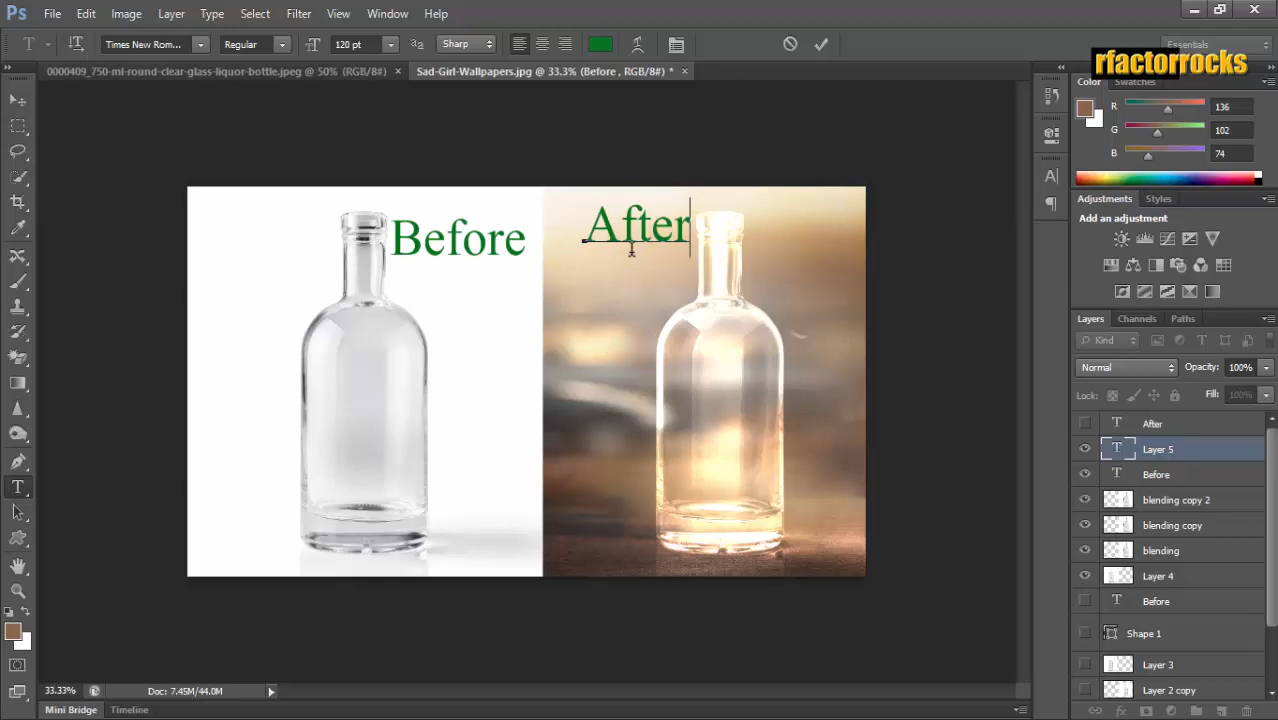 Ps File Edit Image Layer Type Select Filter View Window Help
T Times New Rom... Regular 120 pt aa Sharp Essentials
rfactorrocks
0000409_750-ml-round-clear-glass-liquor-bottle.jpeg @ 50% (RGB/8#) × Sad-Girl-Wallpapers.jpg @ 33.3% (Before , RGB/8#) * ×
Color Swatches
R 136
G 102
B 74
Before
After
Adjustments Styles
Add an adjustment
Layers Channels Paths
Kind
Normal Opacity: 100%
Lock: Fill: 100%
T After
T Layer 5
T Before
blending copy 2
blending copy
blending
Layer 4
T Before
Shape 1
Layer 3
Layer 2 copy
33.33% Doc: 7.45M/44.0M
Mini Bridge Timeline